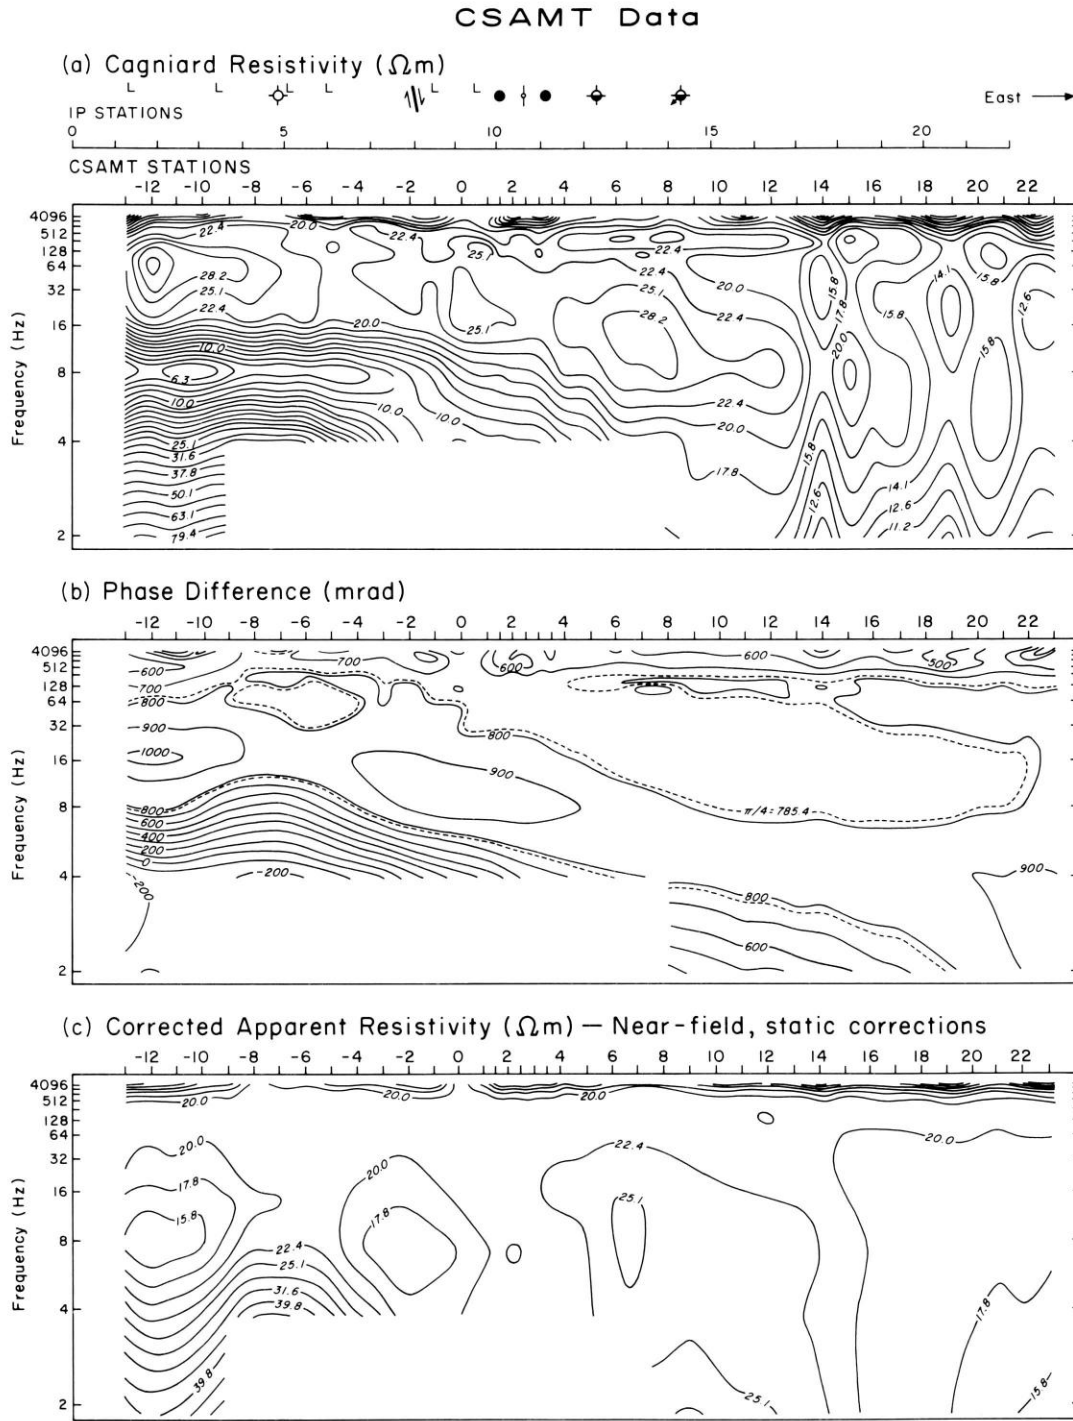 CSAMT Data
(a) Cagniard Resistivity (Ωm)
L L L L L L
East
IP STATIONS
0 5 10 15 20
CSAMT STATIONS
-12 -10 -8 -6 -4 -2 0 2 4 6 8 10 12 14 16 18 20 22
4096
512
128
64
32
16
8
4
2
Frequency (Hz)
22.4 20.0 22.4 25.1 22.4
28.2 22.4 14.1
25.1 25.1 20.0 15.8 15.8 12.6
22.4 28.2 22.4 17.8 15.8
20.0 25.1
10.0 20.0 15.8
6.3
10.0 10.0 10.0 22.4
20.0
25.1 15.8
31.6
37.8 17.8 14.1
50.1 12.6 12.6
63.1 11.2
79.4
(b) Phase Difference (mrad)
-12 -10 -8 -6 -4 -2 0 2 4 6 8 10 12 14 16 18 20 22
4096
512
128
64
32
16
8
4
2
Frequency (Hz)
600 700 600 600 500
700
800
900 800
1000 900
800 π/4=785.4
600
400
200
0
-200 -200 800 900
600
(c) Corrected Apparent Resistivity (Ωm) — Near-field, static corrections
-12 -10 -8 -6 -4 -2 0 2 4 6 8 10 12 14 16 18 20 22
4096
512
128
64
32
16
8
4
2
Frequency (Hz)
20.0 20.0 20.0
20.0 20.0 22.4 20.0
17.8 17.8 25.1
15.8
22.4
25.1
31.6 17.8
39.8
39.8 25.1 15.8